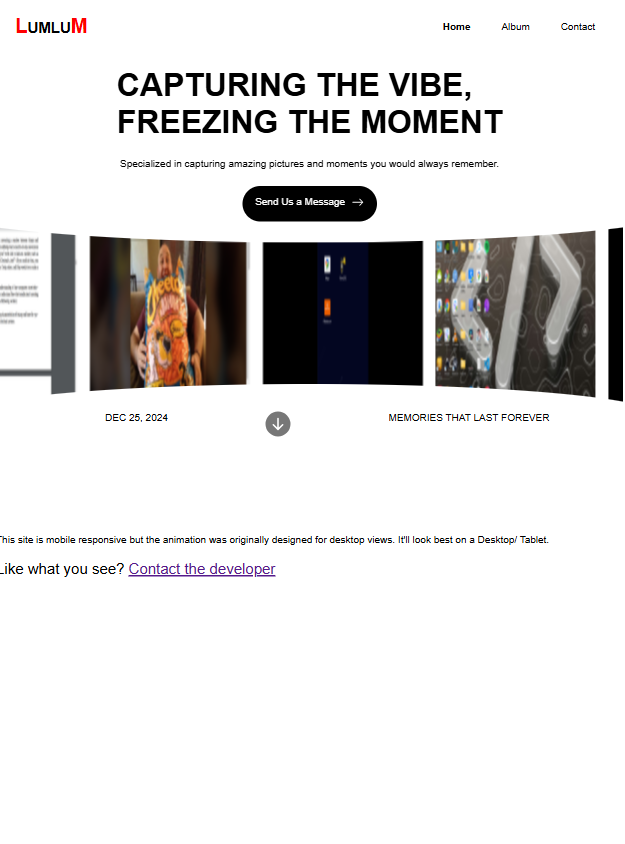 LUMLUM
Home Album Contact
CAPTURING THE VIBE,
FREEZING THE MOMENT
Specialized in capturing amazing pictures and moments you would always remember.
Send Us a Message
DEC 25, 2024
MEMORIES THAT LAST FOREVER
This site is mobile responsive but the animation was originally designed for desktop views. It'll look best on a Desktop/ Tablet.
Like what you see? Contact the developer